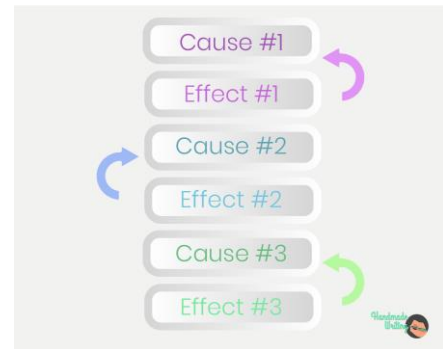 Cause #1
Effect #1
Cause #2
Effect #2
Cause #3
Effect #3
Handmade
Writing